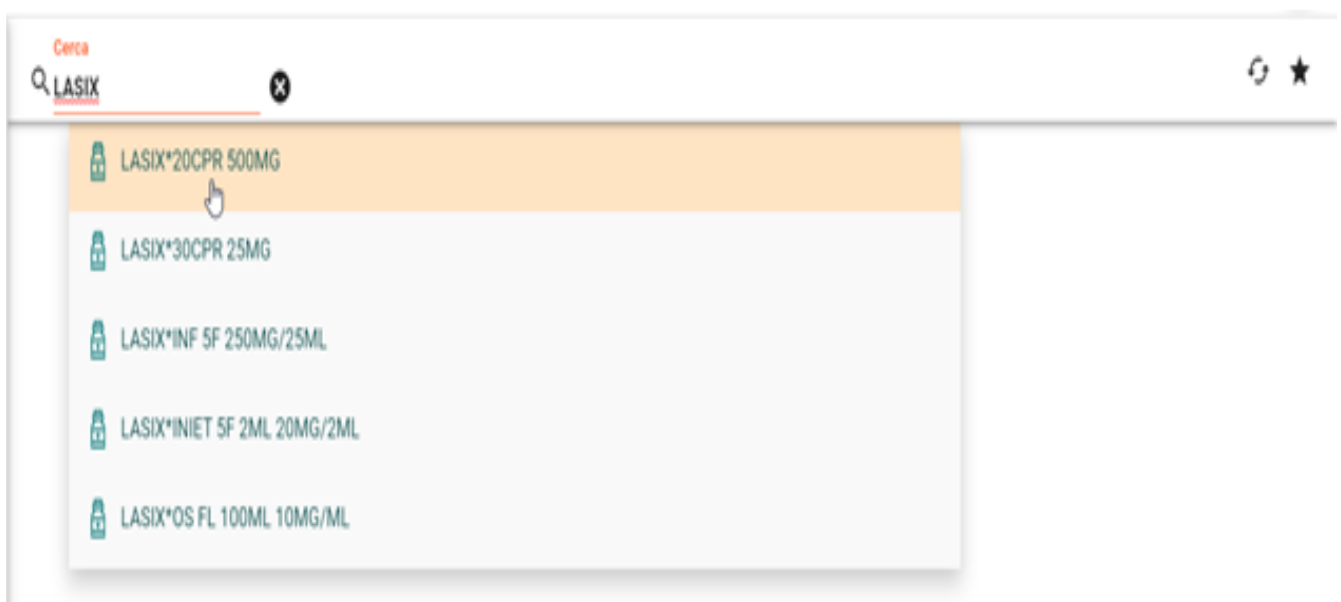 Cerca
LASIX
LASIX*20CPR 500MG
LASIX*30CPR 25MG
LASIX*INF 5F 250MG/25ML
LASIX*INIET 5F 2ML 20MG/2ML
LASIX*OS FL 100ML 10MG/ML